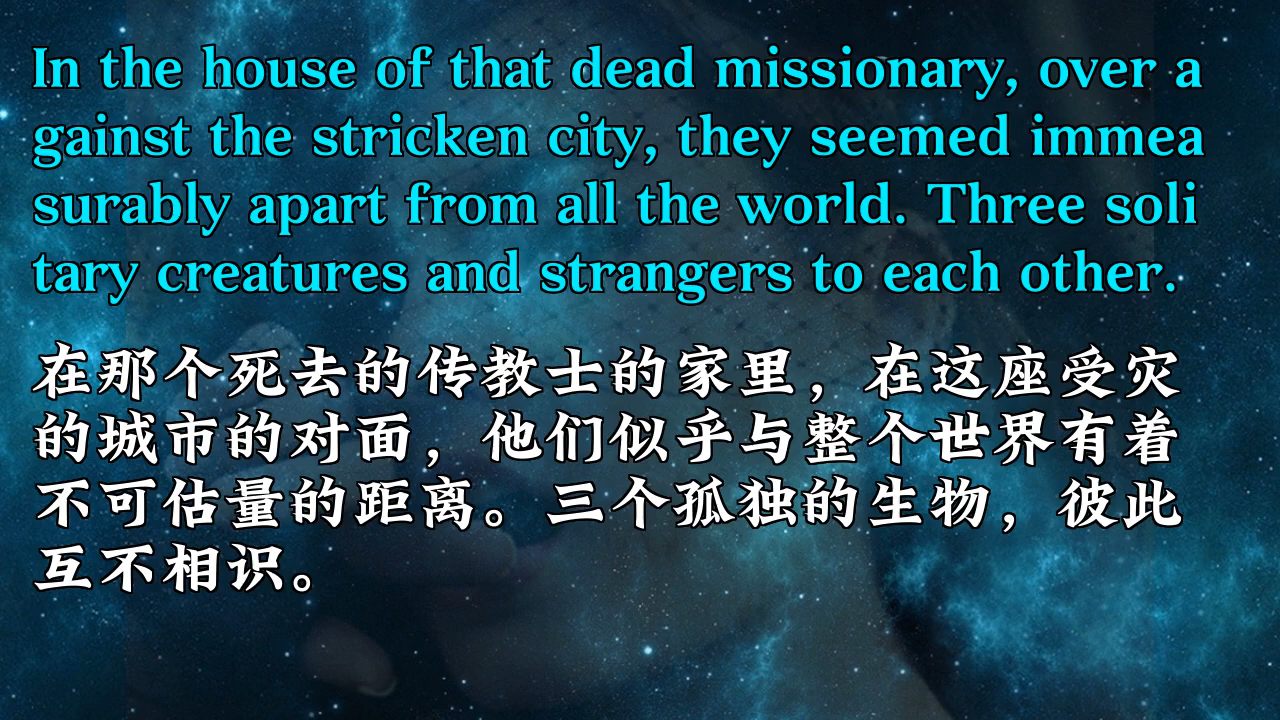 In the house of that dead missionary, over a
gainst the stricken city, they seemed immea
surably apart from all the world. Three soli
tary creatures and strangers to each other.
在那个死去的传教士的家里，在这座受灾
的城市的对面，他们似乎与整个世界有着
不可估量的距离。三个孤独的生物，彼此
互不相识。